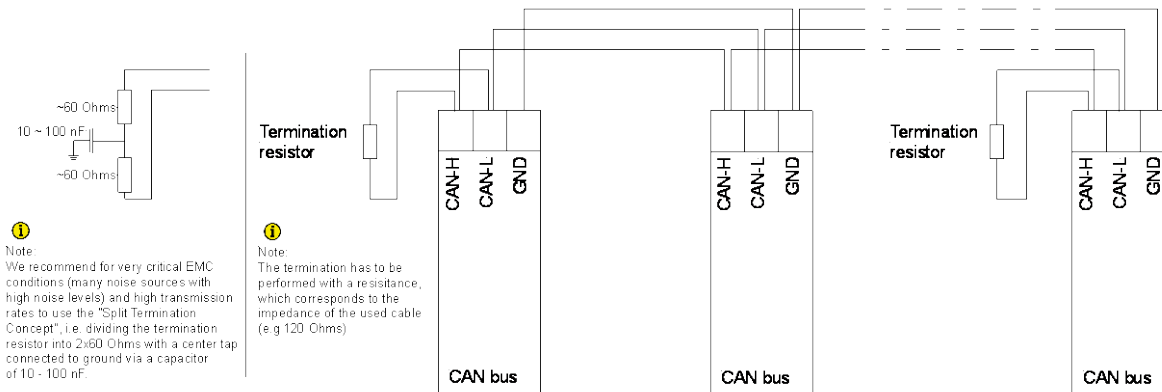 ~60 Ohms
10 ~ 100 nF
~60 Ohms
Note:
We recommend for very critical EMC
conditions (many noise sources with
high noise levels) and high transmission
rates to use the "Split Termination
Concept", i.e. dividing the termination
resistor into 2x60 Ohms with a center tap
connected to ground via a capacitor
of 10 - 100 nF.
Termination
resistor
Note:
The termination has to be
performed with a resisitance,
which corresponds to the
impedance of the used cable
(e.g 120 Ohms)
CAN-H
CAN-L
GND
CAN bus
CAN-H
CAN-L
GND
CAN bus
Termination
resistor
CAN-H
CAN-L
GND
CAN bus